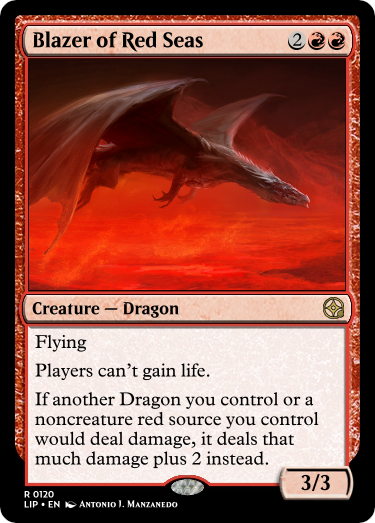 Blazer of Red Seas 2
Creature — Dragon
Flying
Players can't gain life.
If another Dragon you control or a
noncreature red source you control
would deal damage, it deals that
much damage plus 2 instead.
3/3
R 0120
LIP • EN Antonio J. Manzanedo